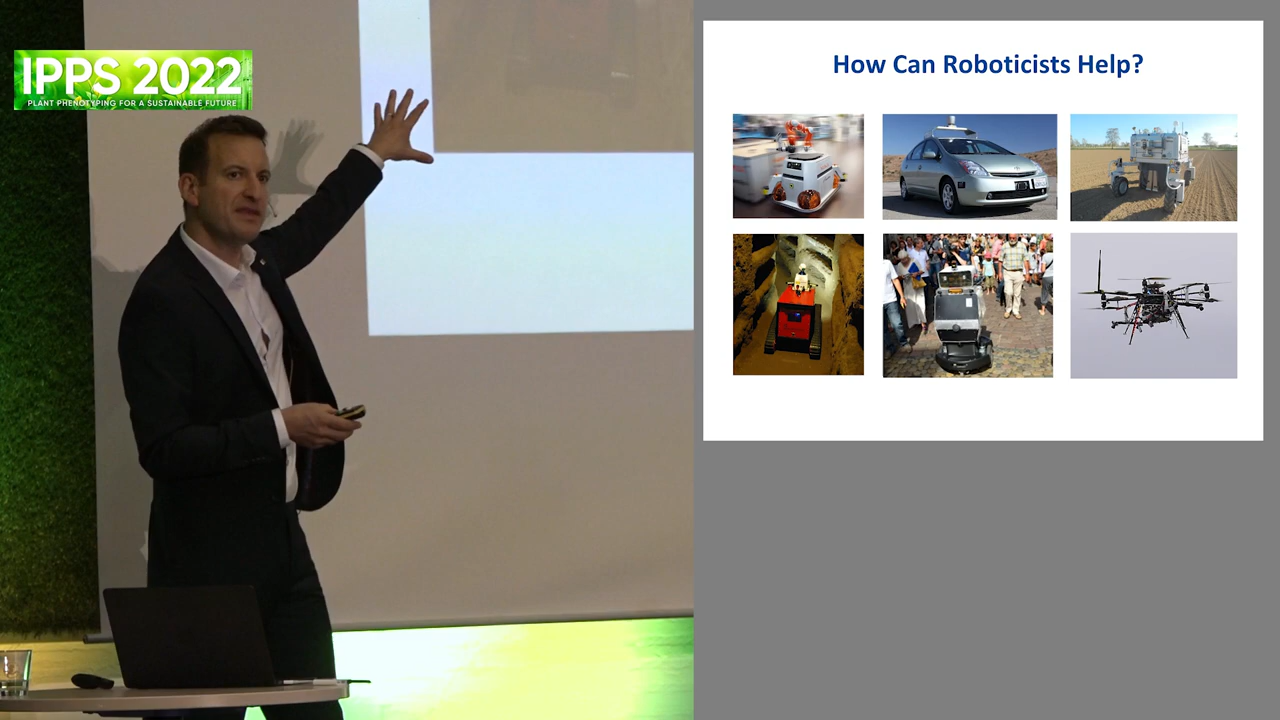 IPPS 2022
PLANT PHENOTYPING FOR A SUSTAINABLE FUTURE
How Can Roboticists Help?